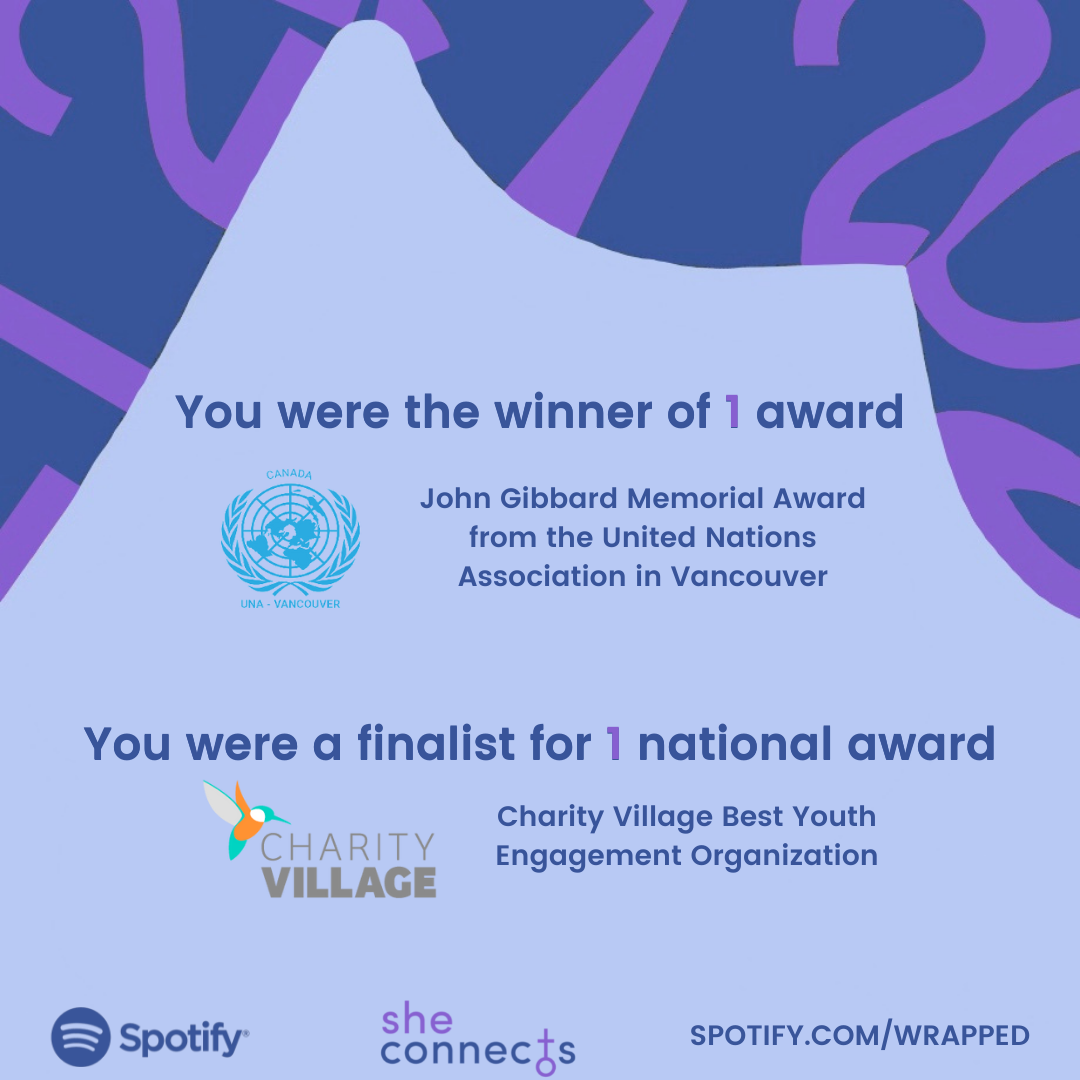 You were the winner of 1 award
CANADA
UNA - VANCOUVER
John Gibbard Memorial Award
from the United Nations
Association in Vancouver
You were a finalist for 1 national award
CHARITY
VILLAGE
Charity Village Best Youth
Engagement Organization
Spotify®
she
connects
SPOTIFY.COM/WRAPPED